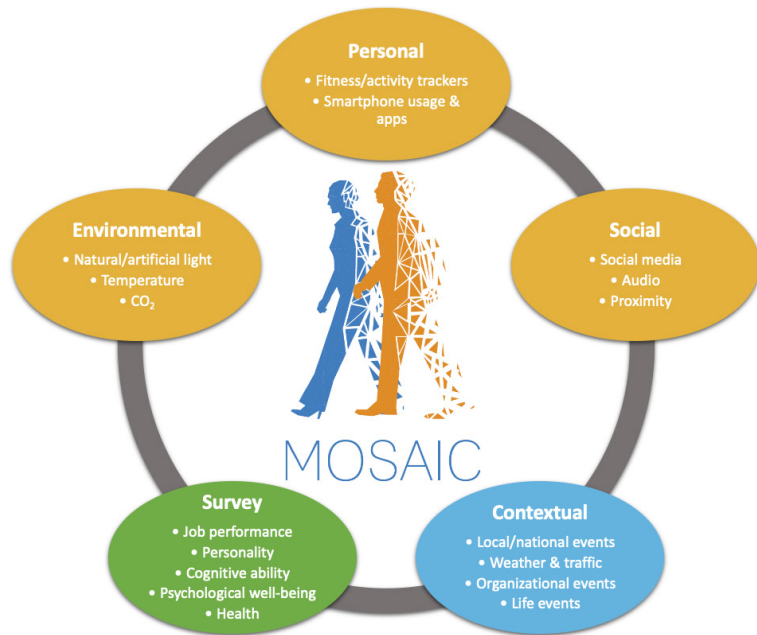 Personal
• Fitness/activity trackers
• Smartphone usage &
apps
Environmental
• Natural/artificial light
• Temperature
• CO₂
Social
• Social media
• Audio
• Proximity
MOSAIC
Survey
• Job performance
• Personality
• Cognitive ability
• Psychological well-being
• Health
Contextual
• Local/national events
• Weather & traffic
• Organizational events
• Life events